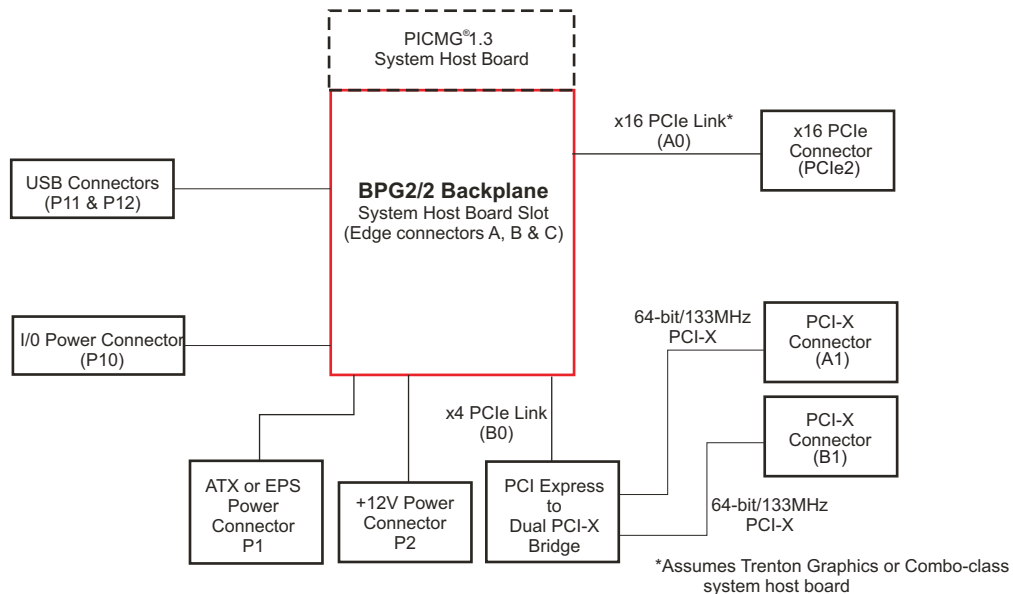 PICMG®1.3
System Host Board
x16 PCIe Link*
(A0)
x16 PCIe
Connector
(PCIe2)
USB Connectors
(P11 & P12)
BPG2/2 Backplane
System Host Board Slot
(Edge connectors A, B & C)
I/0 Power Connector
(P10)
64-bit/133MHz
PCI-X
PCI-X
Connector
(A1)
x4 PCIe Link
(B0)
PCI-X
Connector
(B1)
ATX or EPS
Power
Connector
P1
+12V Power
Connector
P2
PCI Express
to
Dual PCI-X
Bridge
64-bit/133MHz
PCI-X
*Assumes Trenton Graphics or Combo-class
system host board